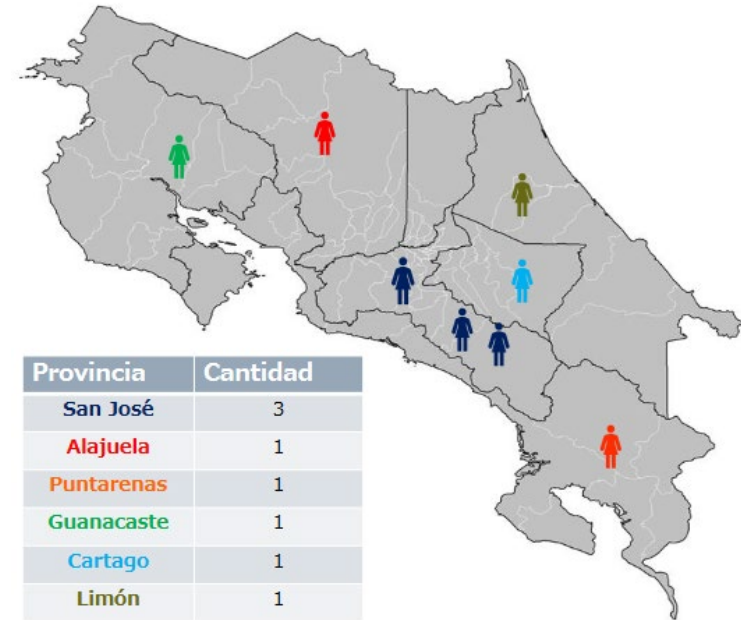 Provincia Cantidad
San José 3
Alajuela 1
Puntarenas 1
Guanacaste 1
Cartago 1
Limón 1